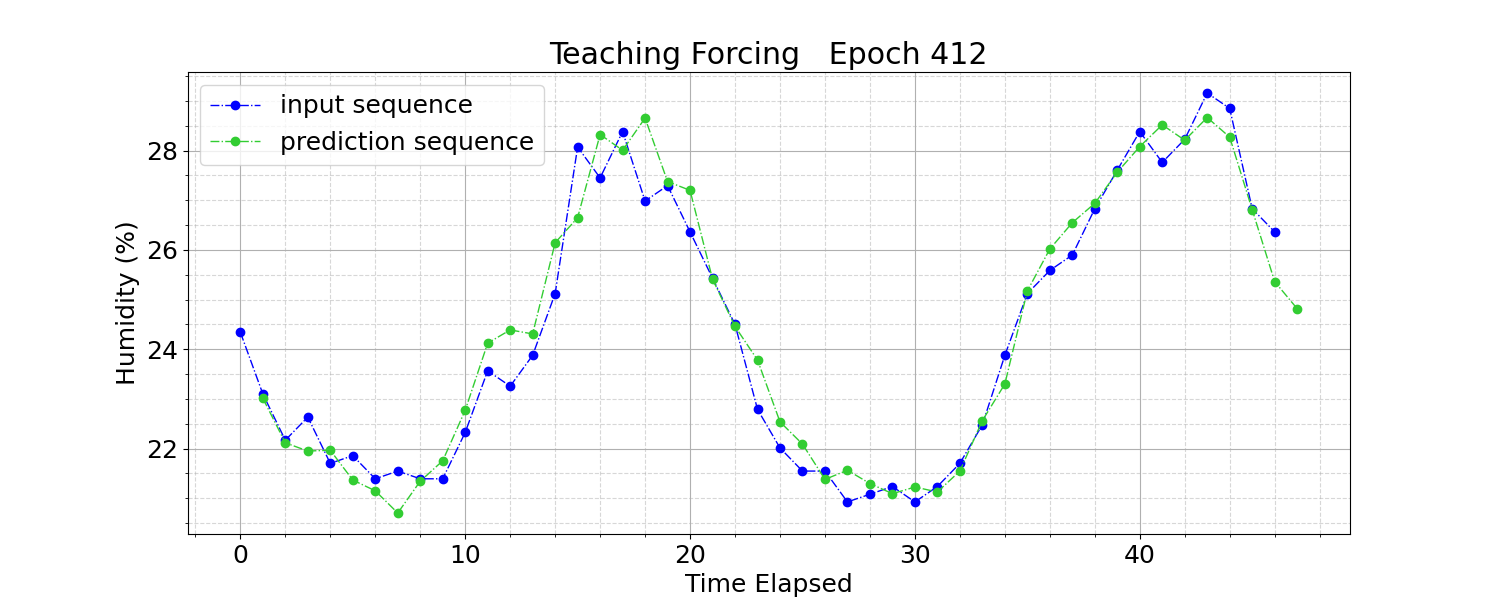 Teaching Forcing   Epoch 412
input sequence
prediction sequence
Humidity (%)
28
26
24
22
0 10 20 30 40
Time Elapsed